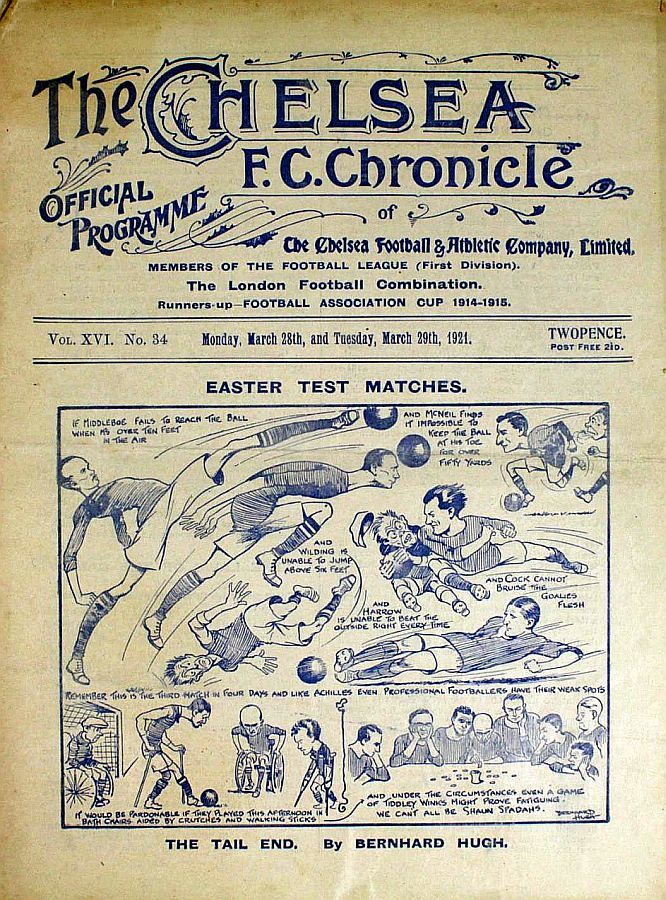 The CHELSEA
F.C. Chronicle
OFFICIAL
PROGRAMME
of
The Chelsea Football & Athletic Company, Limited.
MEMBERS OF THE FOOTBALL LEAGUE (First Division).
The London Football Combination.
Runners-up—FOOTBALL ASSOCIATION CUP 1914-1915.
VOL. XVI. No. 34
Monday, March 28th, and Tuesday, March 29th, 1921.
TWOPENCE.
POST FREE 2½D.
EASTER TEST MATCHES.
IF MIDDLEBOE FAILS TO REACH THE BALL
WHEN IT'S OVER TEN FEET
IN THE AIR
AND MCNEIL FINDS
IT IMPOSSIBLE TO
KEEP THE BALL
AT HIS TOE
FOR OVER
FIFTY YARDS
AND
WILDING IS
UNABLE TO JUMP
ABOVE SIX FEET
AND COCK CANNOT
BRUISE THE
GOALIES
FLESH
AND
HARROW
IS UNABLE TO BEAT THE
OUTSIDE RIGHT EVERY TIME
REMEMBER THIS IS THE THIRD MATCH IN FOUR DAYS AND LIKE ACHILLES EVEN PROFESSIONAL FOOTBALLERS HAVE THEIR WEAK SPOTS
IT WOULD BE PARDONABLE IF THEY PLAYED THIS AFTERNOON IN
BATH CHAIRS AIDED BY CRUTCHES AND WALKING STICKS
AND, UNDER THE CIRCUMSTANCES EVEN A GAME
OF TIDDLEY WINKS MIGHT PROVE FATIGUING.
WE CANT ALL BE SHAUN SPADAHS.
BERNHARD
HUGH
THE TAIL END. By BERNHARD HUGH.